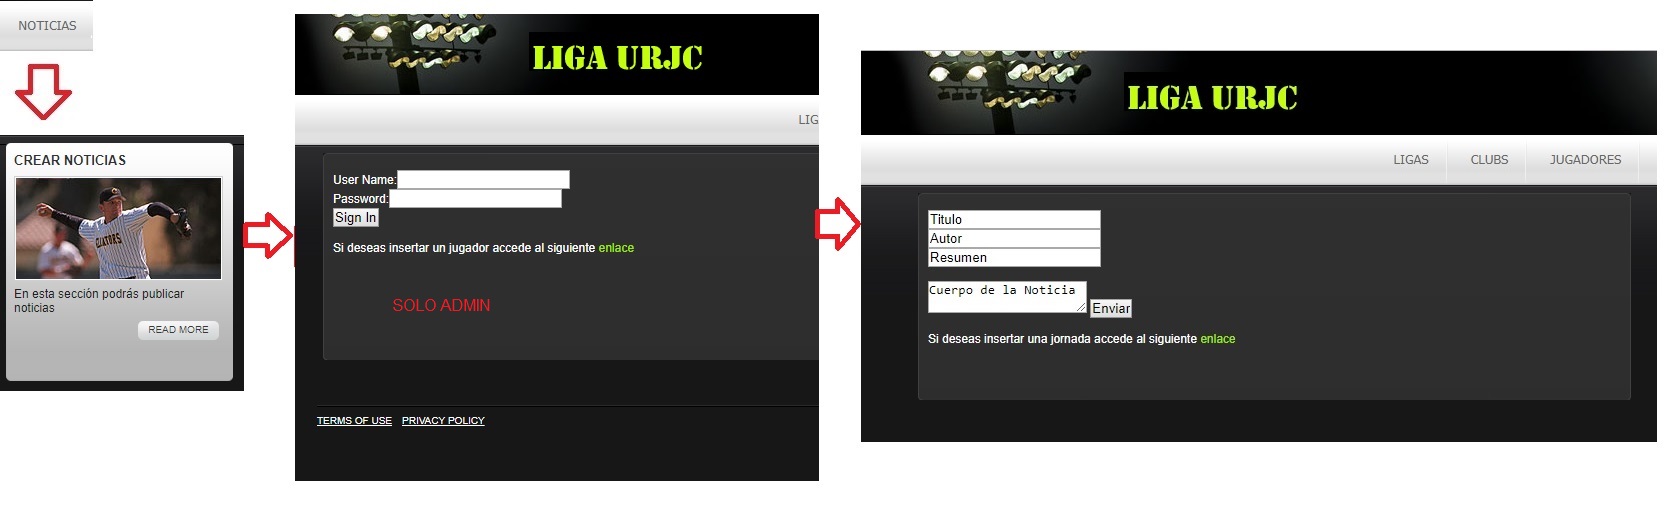 NOTICIAS
CREAR NOTICIAS
En esta sección podrás publicar
noticias
READ MORE
LIGA URJC
LIG
User Name:
Password:
Sign In
Si deseas insertar un jugador accede al siguiente enlace
SOLO ADMIN
TERMS OF USE PRIVACY POLICY
LIGA URJC
LIGAS CLUBS JUGADORES
Titulo
Autor
Resumen
Cuerpo de la Noticia
Enviar
Si deseas insertar una jornada accede al siguiente enlace